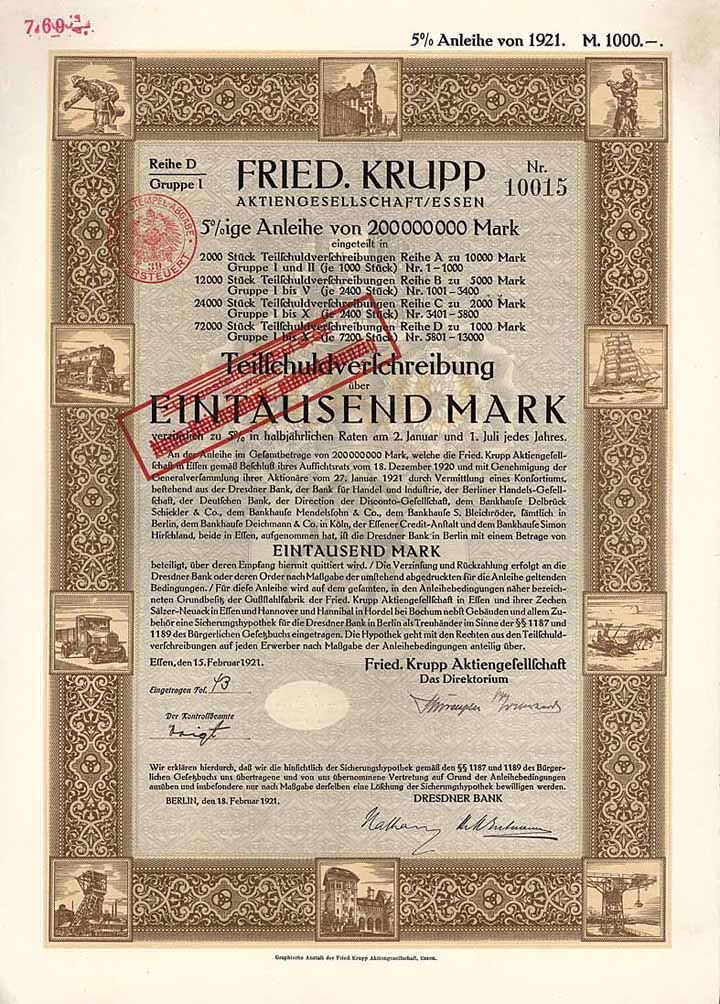 7.60.-
5% Anleihe von 1921. M. 1000.-.
Reihe D
Gruppe I
FRIED. KRUPP
AKTIENGESELLSCHAFT/ESSEN
Nr.
10015
5%ige Anleihe von 200000000 Mark
eingeteilt in
2000 Stück Teilschuldverschreibungen Reihe A zu 10000 Mark
Gruppe I und II (je 1000 Stück) Nr. 1-1000
12000 Stück Teilschuldverschreibungen Reihe B zu 5000 Mark
Gruppe I bis V (je 2400 Stück) Nr. 1001-3400
24000 Stück Teilschuldverschreibungen Reihe C zu 2000 Mark
Gruppe I bis X (je 2400 Stück) Nr. 3401-5800
72000 Stück Teilschuldverschreibungen Reihe D zu 1000 Mark
Gruppe I bis X (je 7200 Stück) Nr. 5801-13000
STEMPEL-ABGABE
39
VERSTEUERT
Teilschuldverschreibung
über
EINTAUSEND MARK
verzinslich zu 5% in halbjährlichen Raten am 2. Januar und 1. Juli jedes Jahres.
An der Anleihe im Gesamtbetrage von 200000000 Mark, welche die Fried. Krupp Aktiengesell-
schaft in Essen gemäß Beschluß ihres Aufsichtsrats vom 18. Dezember 1920 und mit Genehmigung der
Generalversammlung ihrer Aktionäre vom 27. Januar 1921 durch Vermittlung eines Konsortiums,
bestehend aus der Dresdner Bank, der Bank für Handel und Industrie, der Berliner Handels-Gesell-
schaft, der Deutschen Bank, der Direction der Disconto-Gesellschaft, dem Bankhause Delbrück
Schickler & Co., dem Bankhause Mendelssohn & Co., dem Bankhause S. Bleichröder, sämtlich in
Berlin, dem Bankhause Deichmann & Co. in Köln, der Essener Credit-Anstalt und dem Bankhause Simon
Hirschland, beide in Essen, aufgenommen hat, ist die Dresdner Bank in Berlin mit einem Betrage von
EINTAUSEND MARK
beteiligt, über deren Empfang hiermit quittiert wird. / Die Verzinsung und Rückzahlung erfolgt an die
Dresdner Bank oder deren Order nach Maßgabe der umstehend abgedruckten für die Anleihe geltenden
Bedingungen. / Für diese Anleihe wird auf dem gesamten, in den Anleihebedingungen näher bezeich-
neten Grundbesitz der Gußstahlfabrik der Fried. Krupp Aktiengesellschaft in Essen und ihrer Zechen
Sälzer-Neuack in Essen und Hannover und Hannibal in Hordel bei Bochum nebst Gebäuden und allem Zu-
behör eine Sicherungshypothek für die Dresdner Bank in Berlin als Treuhänder im Sinne der §§ 1187 und
1189 des Bürgerlichen Gesetzbuchs eingetragen. Die Hypothek geht mit den Rechten aus den Teilschuld-
verschreibungen auf jeden Erwerber nach Maßgabe der Anleihebedingungen anteilig über.
Essen, den 15. Februar 1921.
Fried. Krupp Aktiengesellschaft
Das Direktorium
Eingetragen Fol. 43
Der Kontrollbeamte
Voigt
Wir erklären hierdurch, daß wir die hinsichtlich der Sicherungshypothek gemäß den §§ 1187 und 1189 des Bürger-
lichen Gesetzbuchs uns übertragene und von uns übernommene Vertretung auf Grund der Anleihebedingungen
ausüben und insbesondere nur nach Maßgabe derselben eine Löschung der Sicherungshypothek bewilligen werden.
BERLIN, den 18. Februar 1921.
DRESDNER BANK
Nathan
Graphische Anstalt der Fried. Krupp Aktiengesellschaft, Essen.